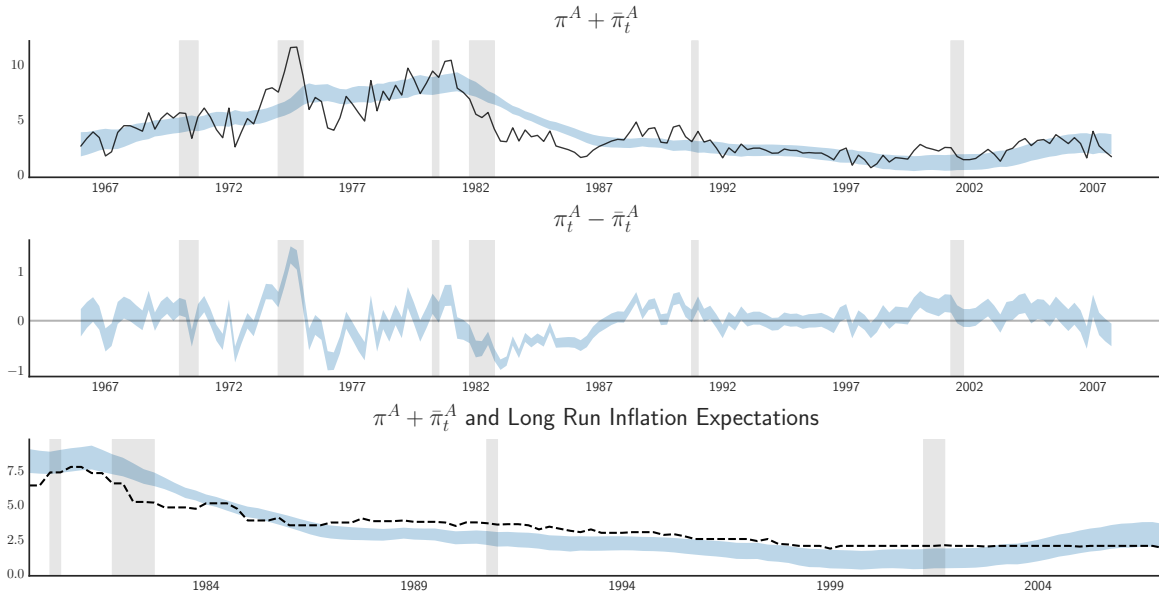 π^A + π̄_t^A
10
5
0
1967 1972 1977 1982 1987 1992 1997 2002 2007
π_t^A − π̄_t^A
1
0
−1
1967 1972 1977 1982 1987 1992 1997 2002 2007
π^A + π̄_t^A and Long Run Inflation Expectations
7.5
5.0
2.5
0.0
1984 1989 1994 1999 2004